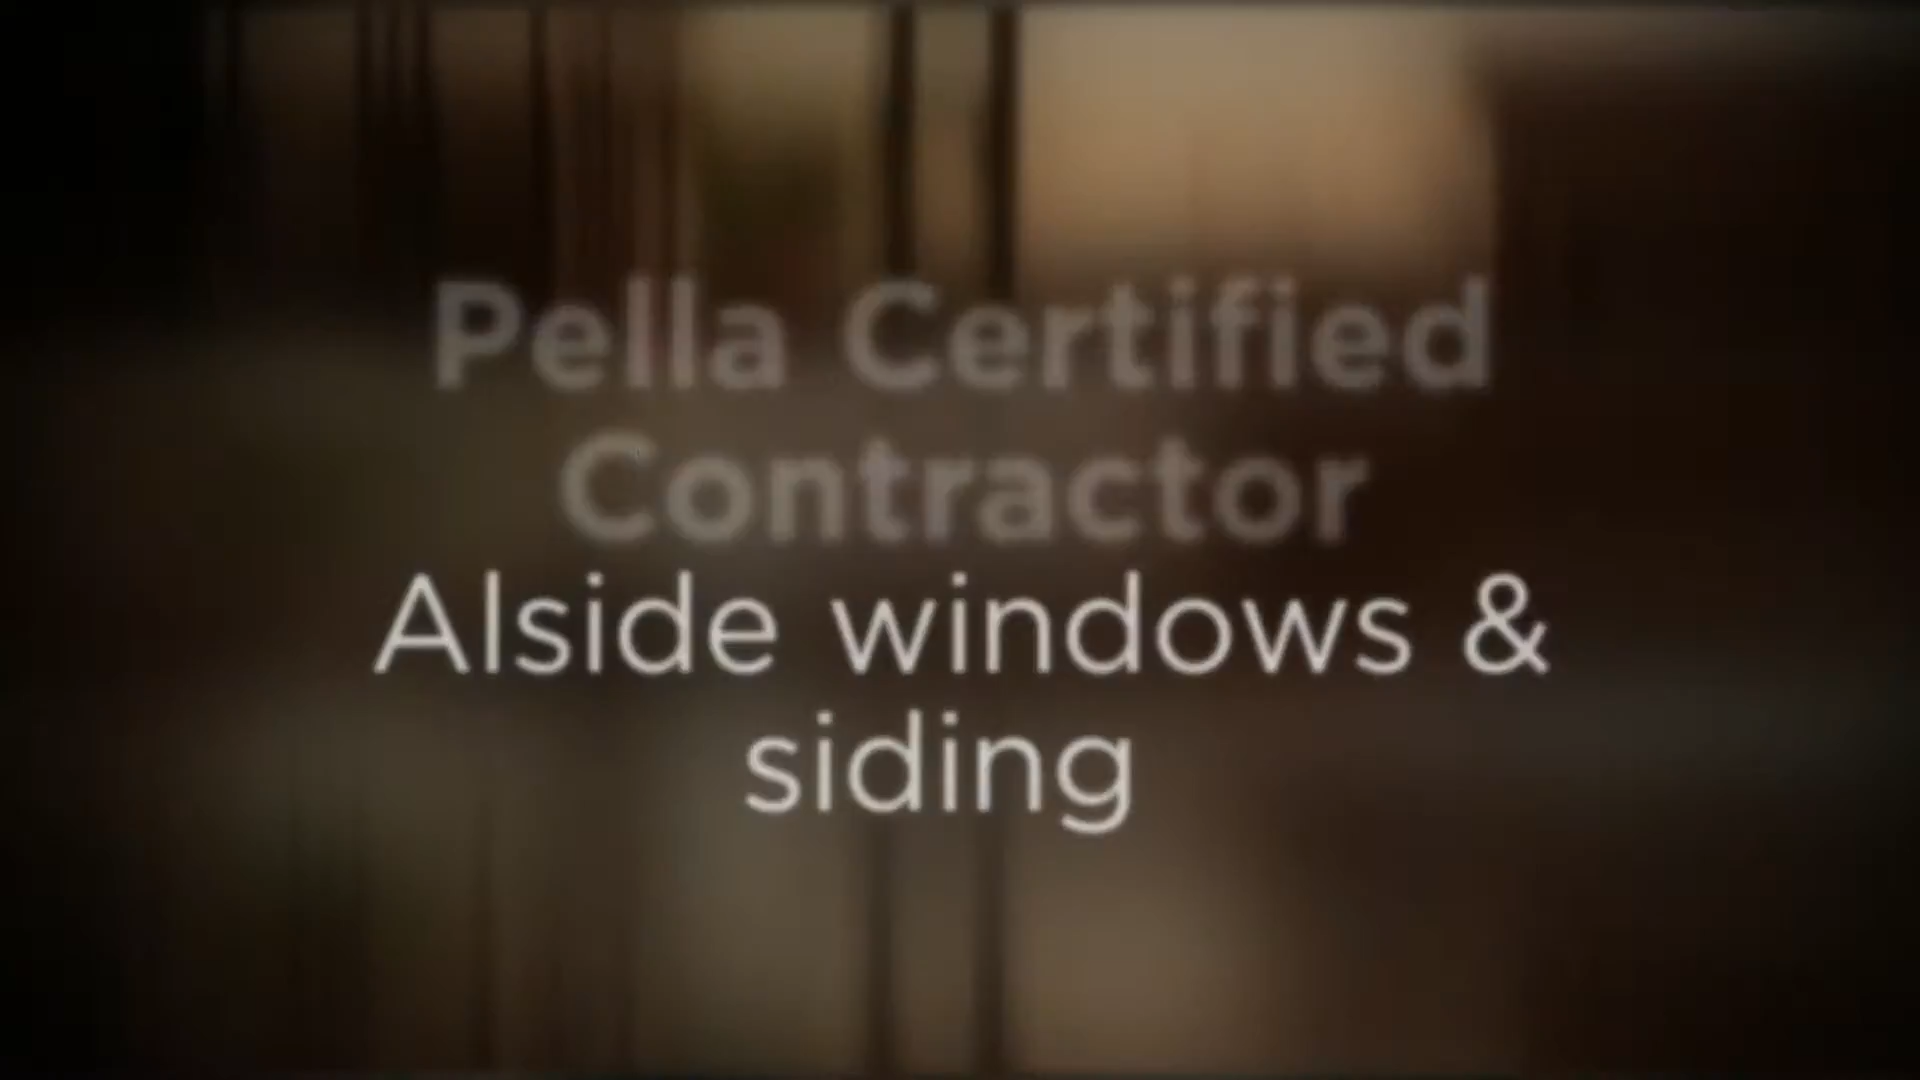 Pella Certified
Contractor
Alside windows &
siding